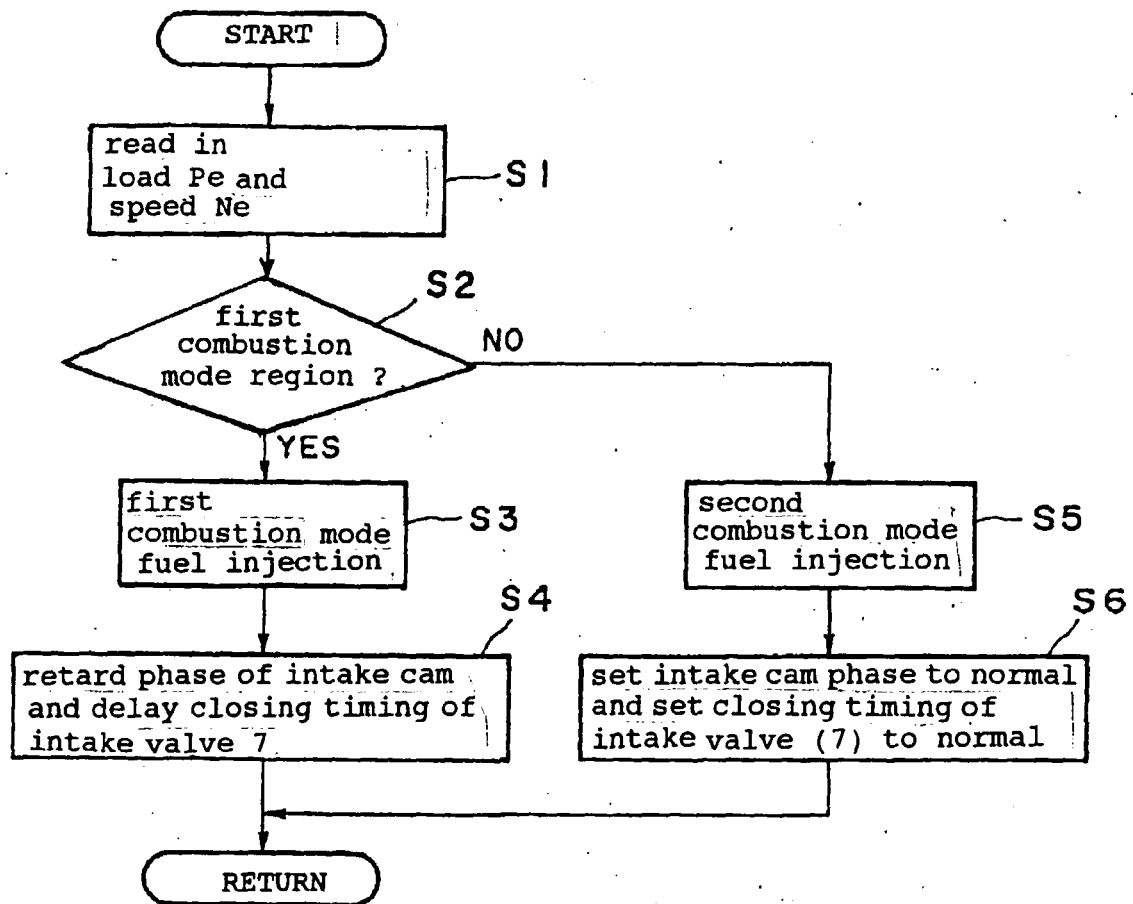 START
read in
load Pe and
speed Ne
S1
S2
first
combustion
mode region ?
NO
YES
first
combustion mode
fuel injection
S3
second
combustion mode
fuel injection
S5
S4
retard phase of intake cam
and delay closing timing of
intake valve 7
S6
set intake cam phase to normal
and set closing timing of
intake valve (7) to normal
RETURN